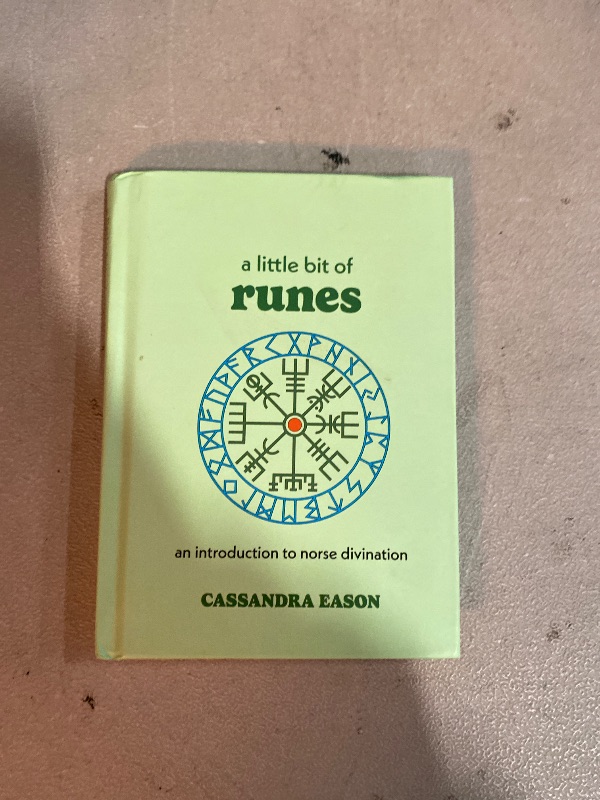 a little bit of
runes
an introduction to norse divination
CASSANDRA EASON